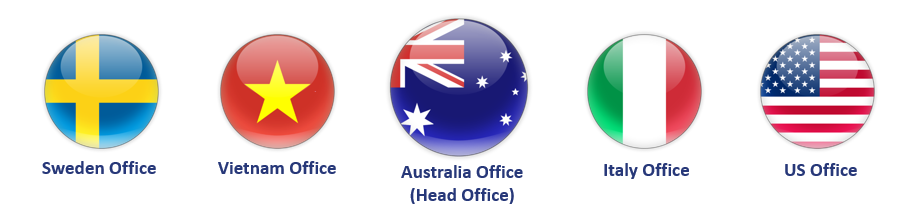 Sweden Office
Vietnam Office
Australia Office
(Head Office)
Italy Office
US Office